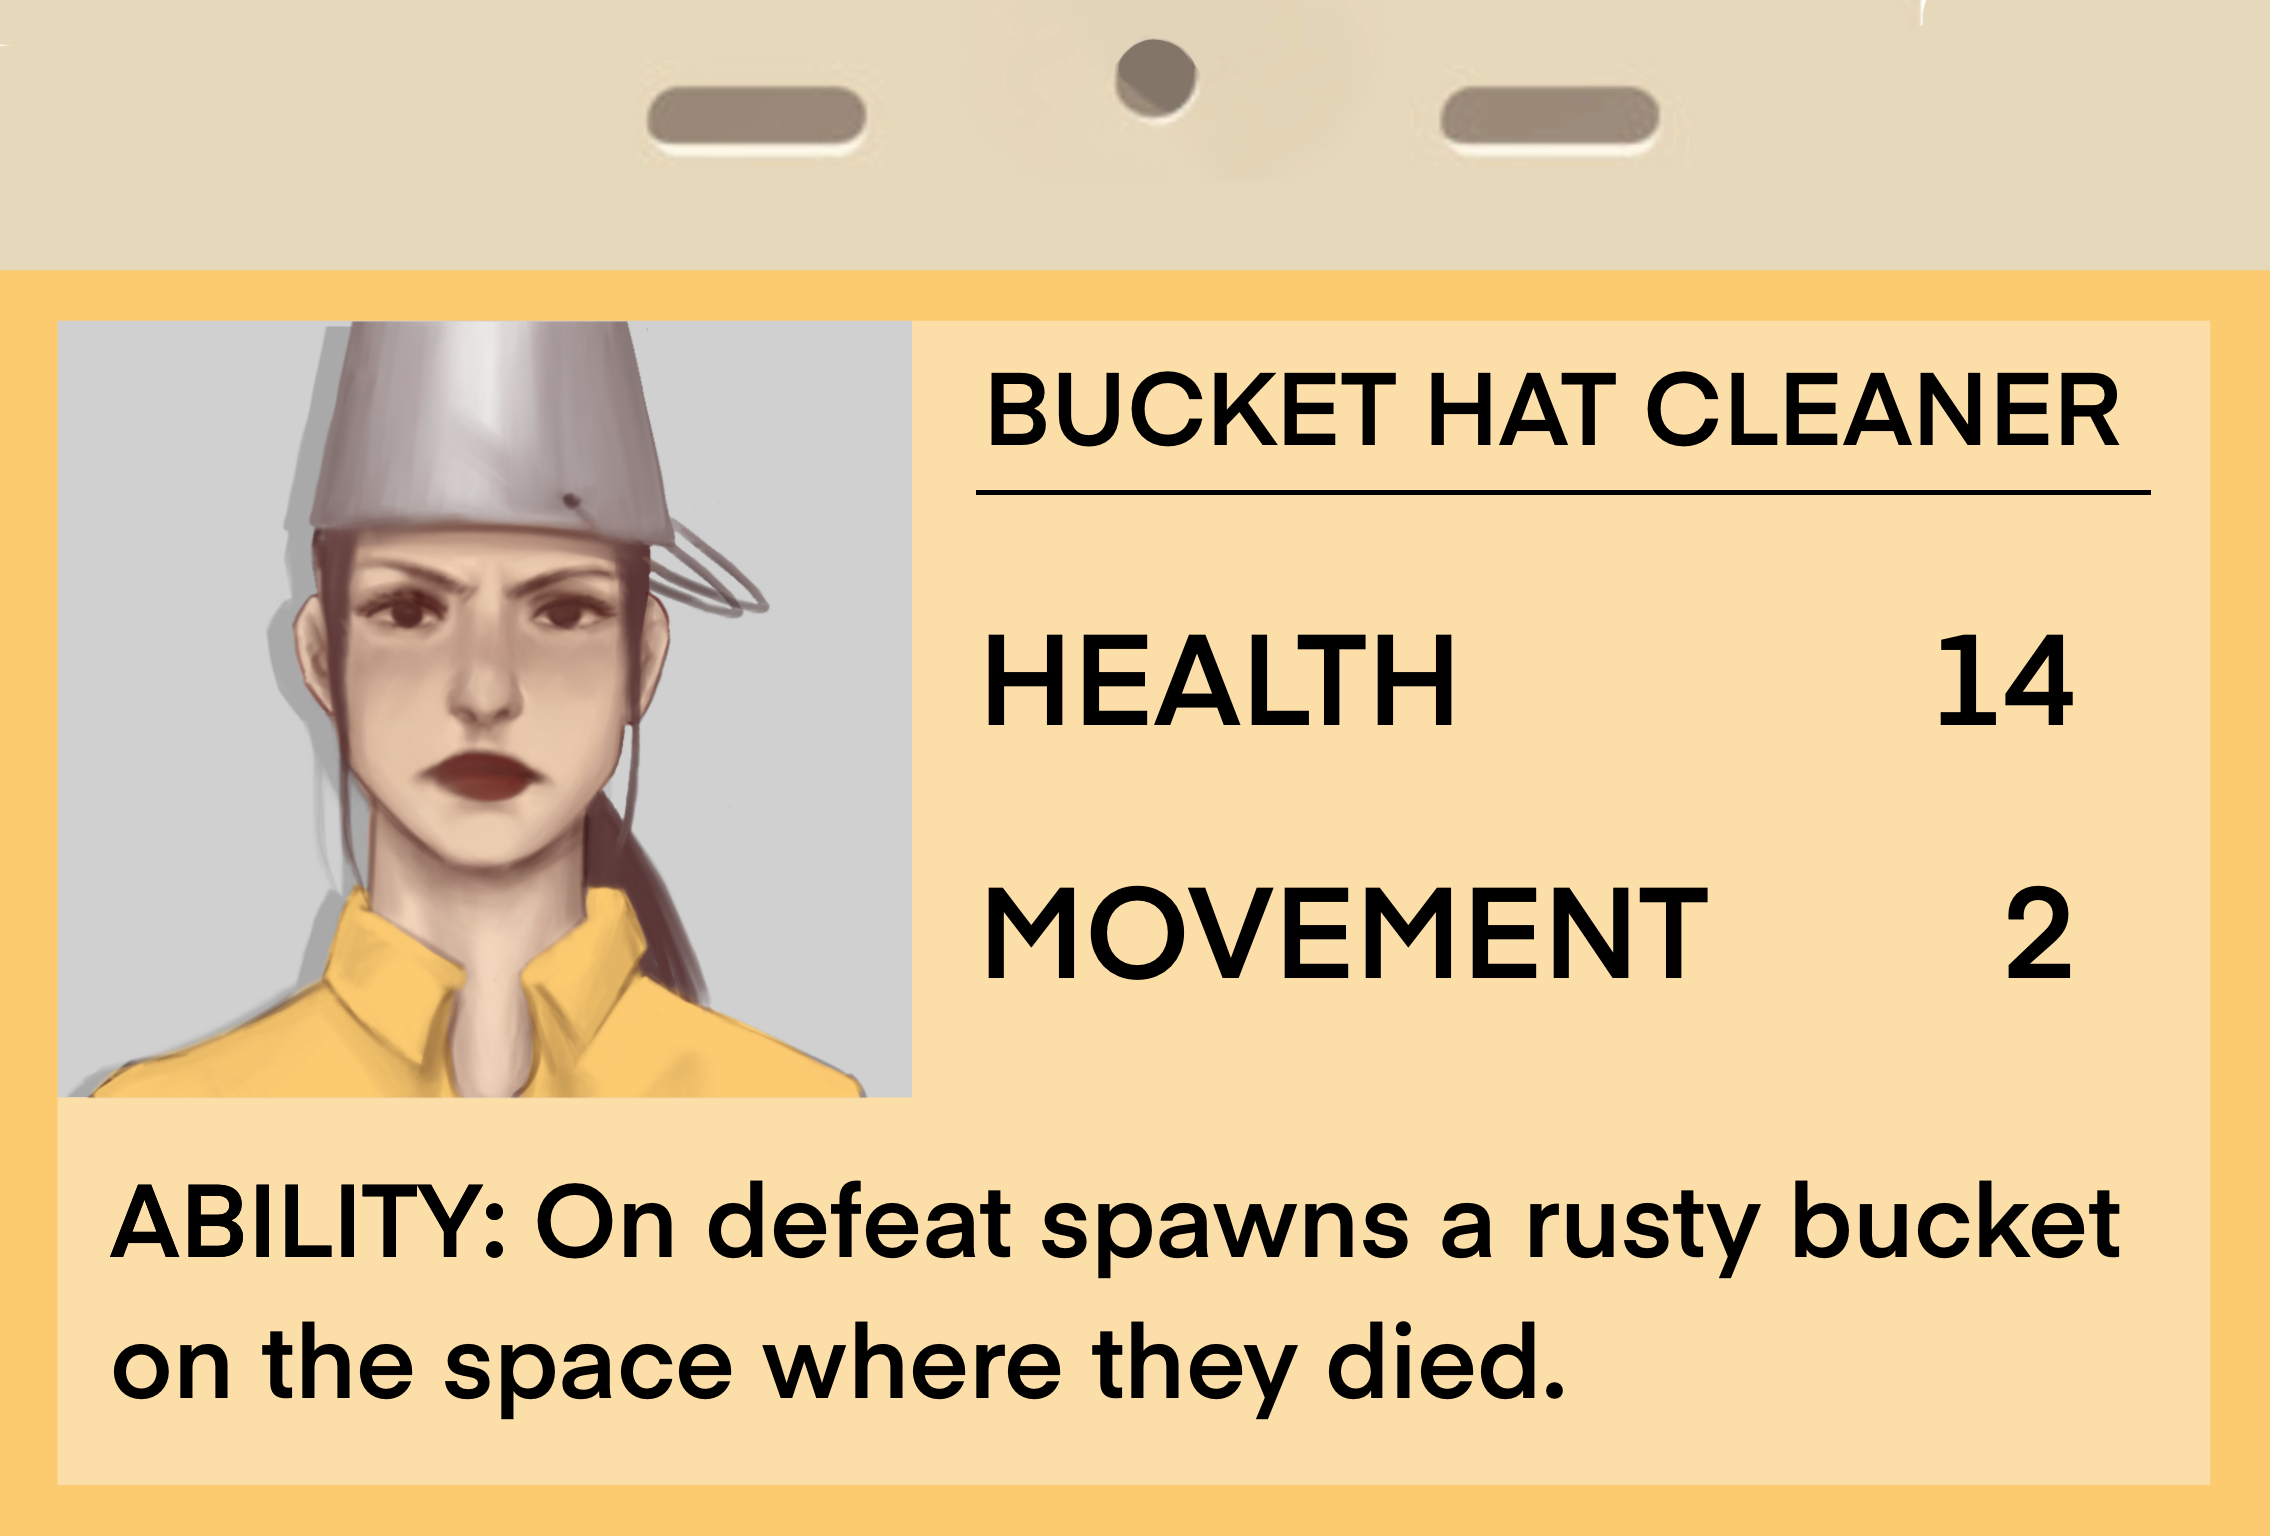 BUCKET HAT CLEANER
HEALTH 14
MOVEMENT 2
ABILITY: On defeat spawns a rusty bucket
on the space where they died.